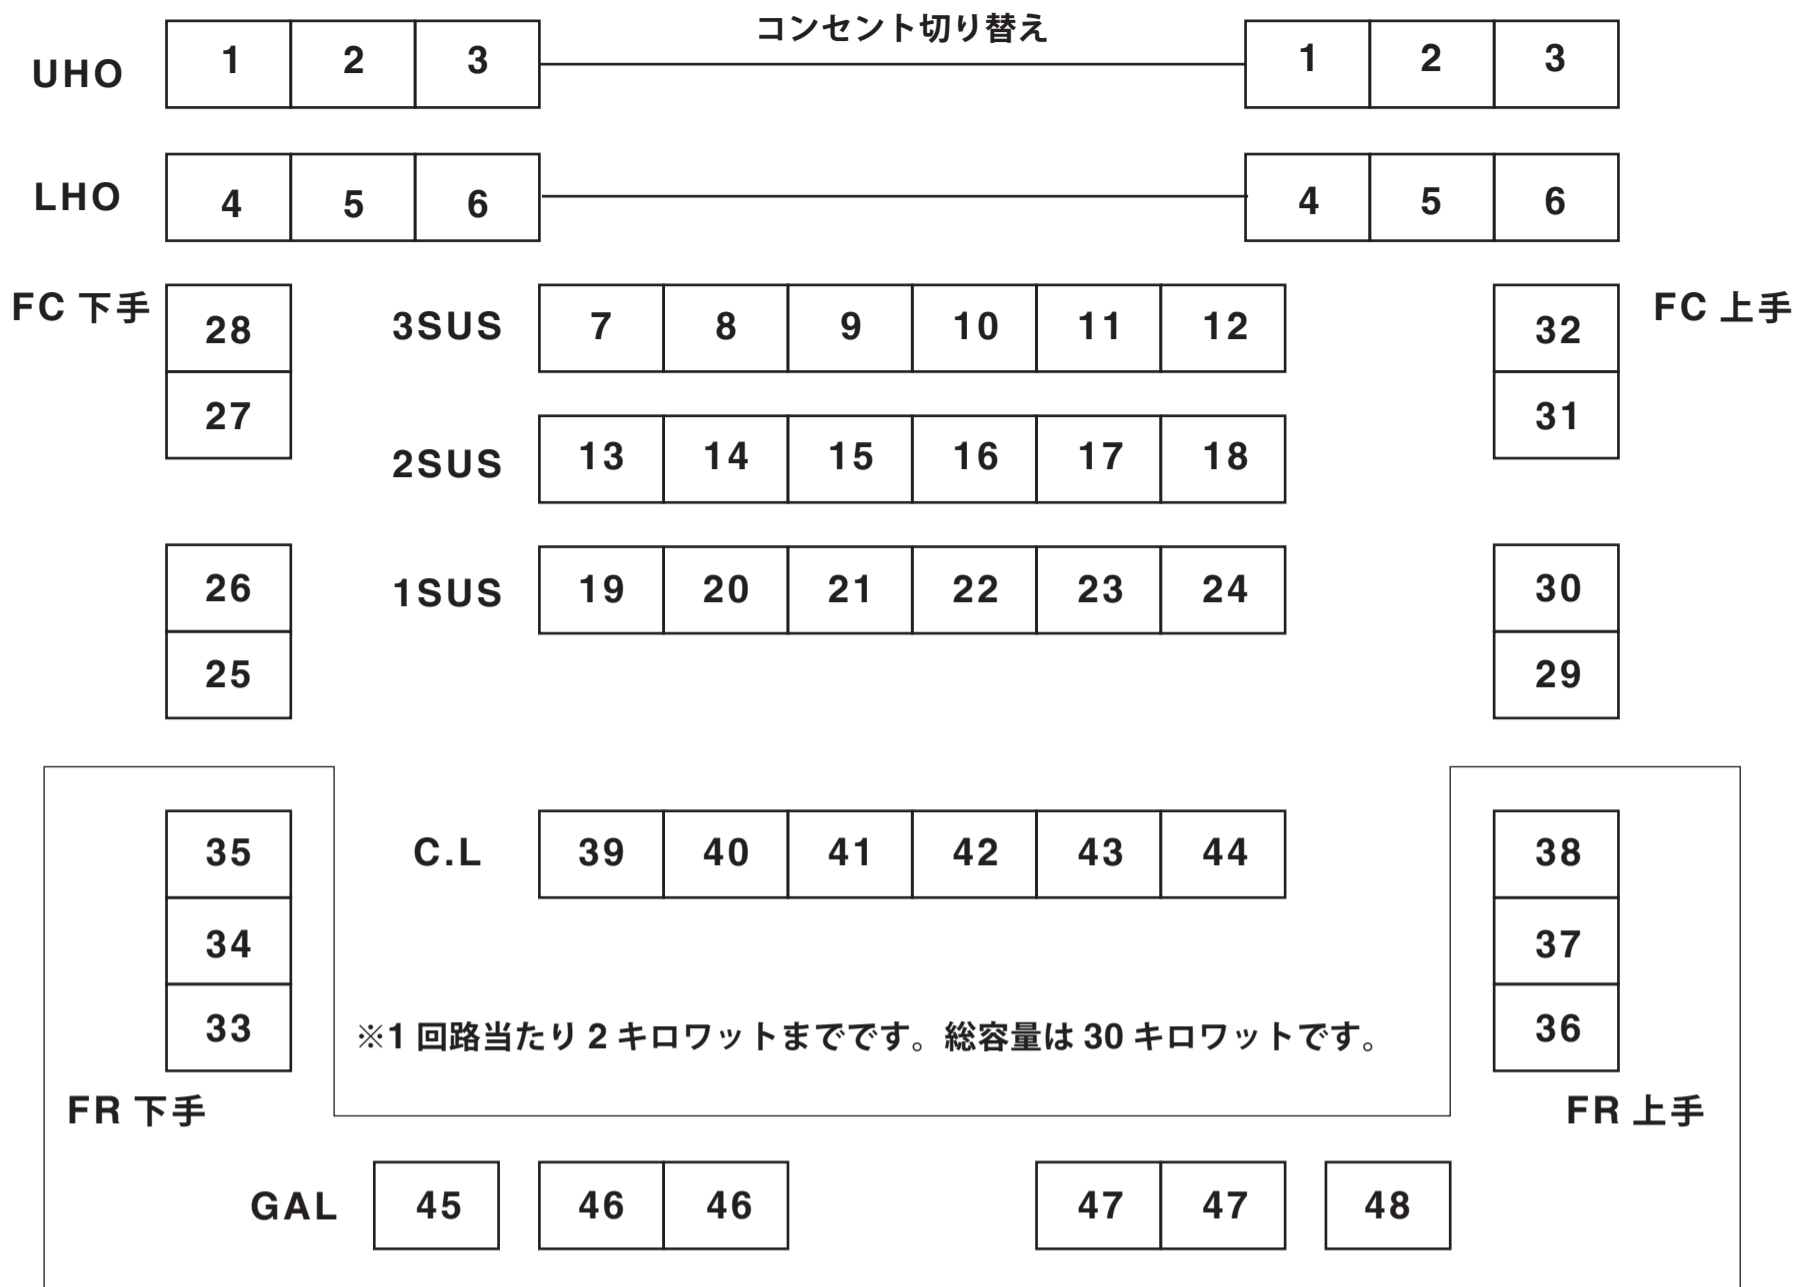 コンセント切り替え
UHO 1 2 3 1 2 3
LHO 4 5 6 4 5 6
FC 下手 28 3SUS 7 8 9 10 11 12 32 FC 上手
27 31
2SUS 13 14 15 16 17 18
26 1SUS 19 20 21 22 23 24 30
25 29
35 C.L 39 40 41 42 43 44 38
34 37
33 ※1 回路当たり 2 キロワットまでです。総容量は 30 キロワットです。 36
FR 下手 FR 上手
GAL 45 46 46 47 47 48